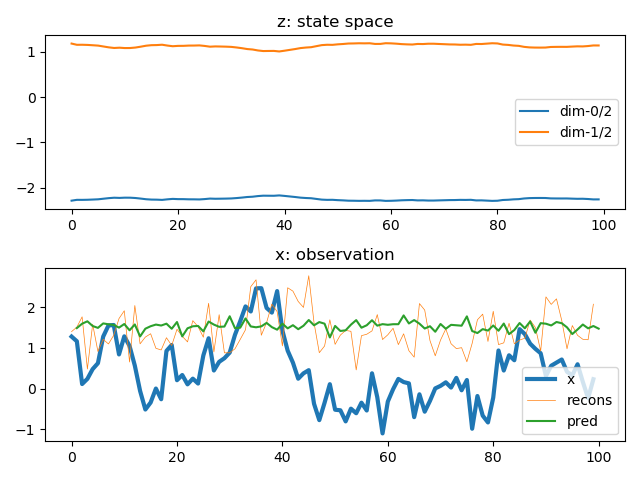 z: state space
1
0
−1
−2
dim-0/2
dim-1/2
0
20
40
60
80
100
x: observation
2
1
0
−1
x
recons
pred
0
20
40
60
80
100